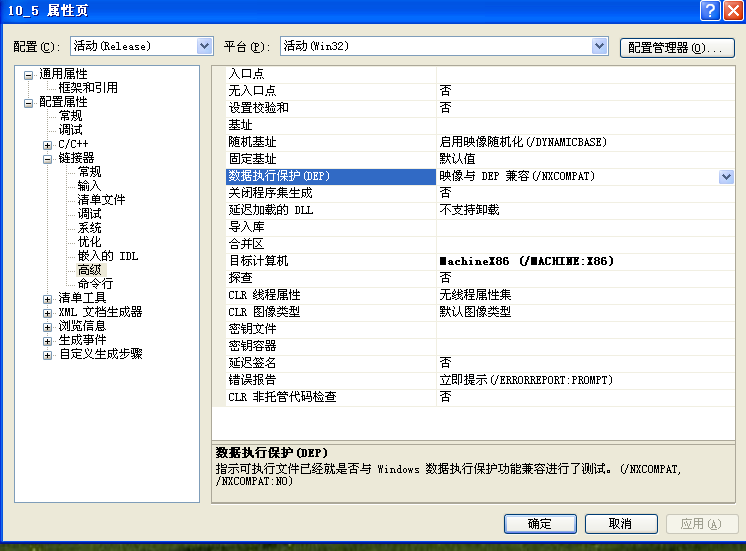 10_5 属性页
配置(C): 活动(Release) 平台(P): 活动(Win32) 配置管理器(O)...
通用属性
框架和引用
配置属性
常规
调试
C/C++
链接器
常规
输入
清单文件
调试
系统
优化
嵌入的 IDL
高级
命令行
清单工具
XML 文档生成器
浏览信息
生成事件
自定义生成步骤
入口点
无入口点 否
设置校验和 否
基址
随机基址 启用映像随机化(/DYNAMICBASE)
固定基址 默认值
数据执行保护(DEP) 映像与 DEP 兼容(/NXCOMPAT)
关闭程序集生成 否
延迟加载的 DLL 不支持卸载
导入库
合并区
目标计算机 MachineX86 (/MACHINE:X86)
探查 否
CLR 线程属性 无线程属性集
CLR 图像类型 默认图像类型
密钥文件
密钥容器
延迟签名 否
错误报告 立即提示(/ERRORREPORT:PROMPT)
CLR 非托管代码检查 否
数据执行保护(DEP)
指示可执行文件已经就是否与 Windows 数据执行保护功能兼容进行了测试。(/NXCOMPAT,
/NXCOMPAT:NO)
确定 取消 应用(A)